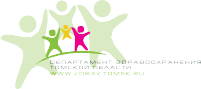 ДЕПАРТАМЕНТ ЗДРАВООХРАНЕНИЯ
ТОМСКОЙ ОБЛАСТИ
WWW.ZDRAV.TOMSK.RU